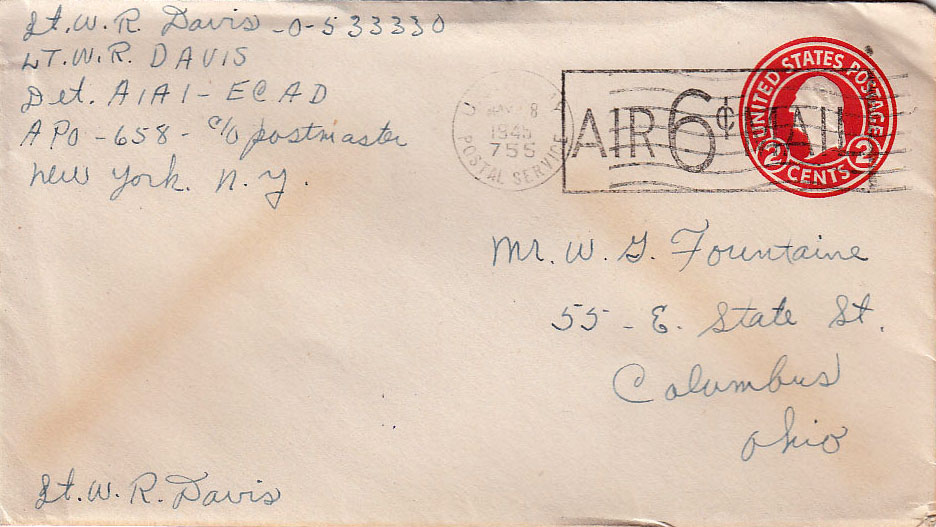 Lt. W. R. Davis - O-533330
LT. W. R. DAVIS
Det. A1A1 - ECAD
APO - 658 - c/o postmaster
New York. N. Y.
8
1945
755
POSTAL SERVICE
AIR 6¢ MAIL
UNITED STATES POSTAGE
2 CENTS 2
Mr. W. G. Fountaine
55 - E. State St.
Columbus
Ohio
Lt. W. R. Davis